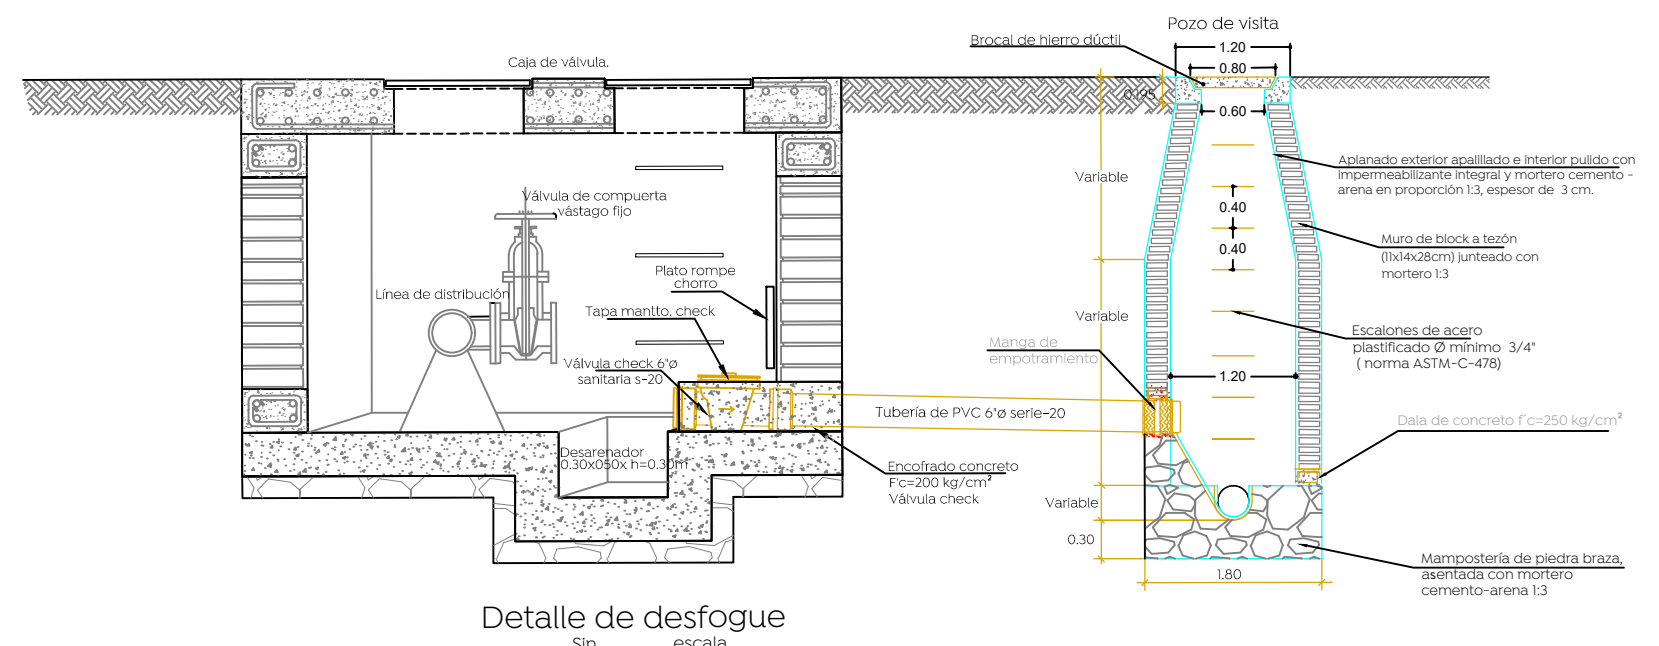 Pozo de visita
Brocal de hierro dúctil
1.20
0.80
0.195
0.60
Caja de válvula.
Aplanado exterior apalillado e interior pulido con
impermeabilizante integral y mortero cemento -
arena en proporción 1:3, espesor de 3 cm.
Variable
0.40
0.40
Válvula de compuerta
vástago fijo
Muro de block a tezón
(11x14x28cm) junteado con
mortero 1:3
Plato rompe
chorro
Línea de distribución
Tapa mantto. check
Variable
Escalones de acero
plastificado Ø mínimo 3/4"
( norma ASTM-C-478)
Manga de
empotramiento
Válvula check 6"ø
sanitaria s-20
1.20
Tubería de PVC 6"ø serie-20
Dala de concreto f'c=250 kg/cm²
Desarenador
0.30x050x h=0.30m
Encofrado concreto
F'c=200 kg/cm²
Válvula check
Variable
0.30
Mampostería de piedra braza,
asentada con mortero
cemento-arena 1:3
1.80
Detalle de desfogue
Sin escala